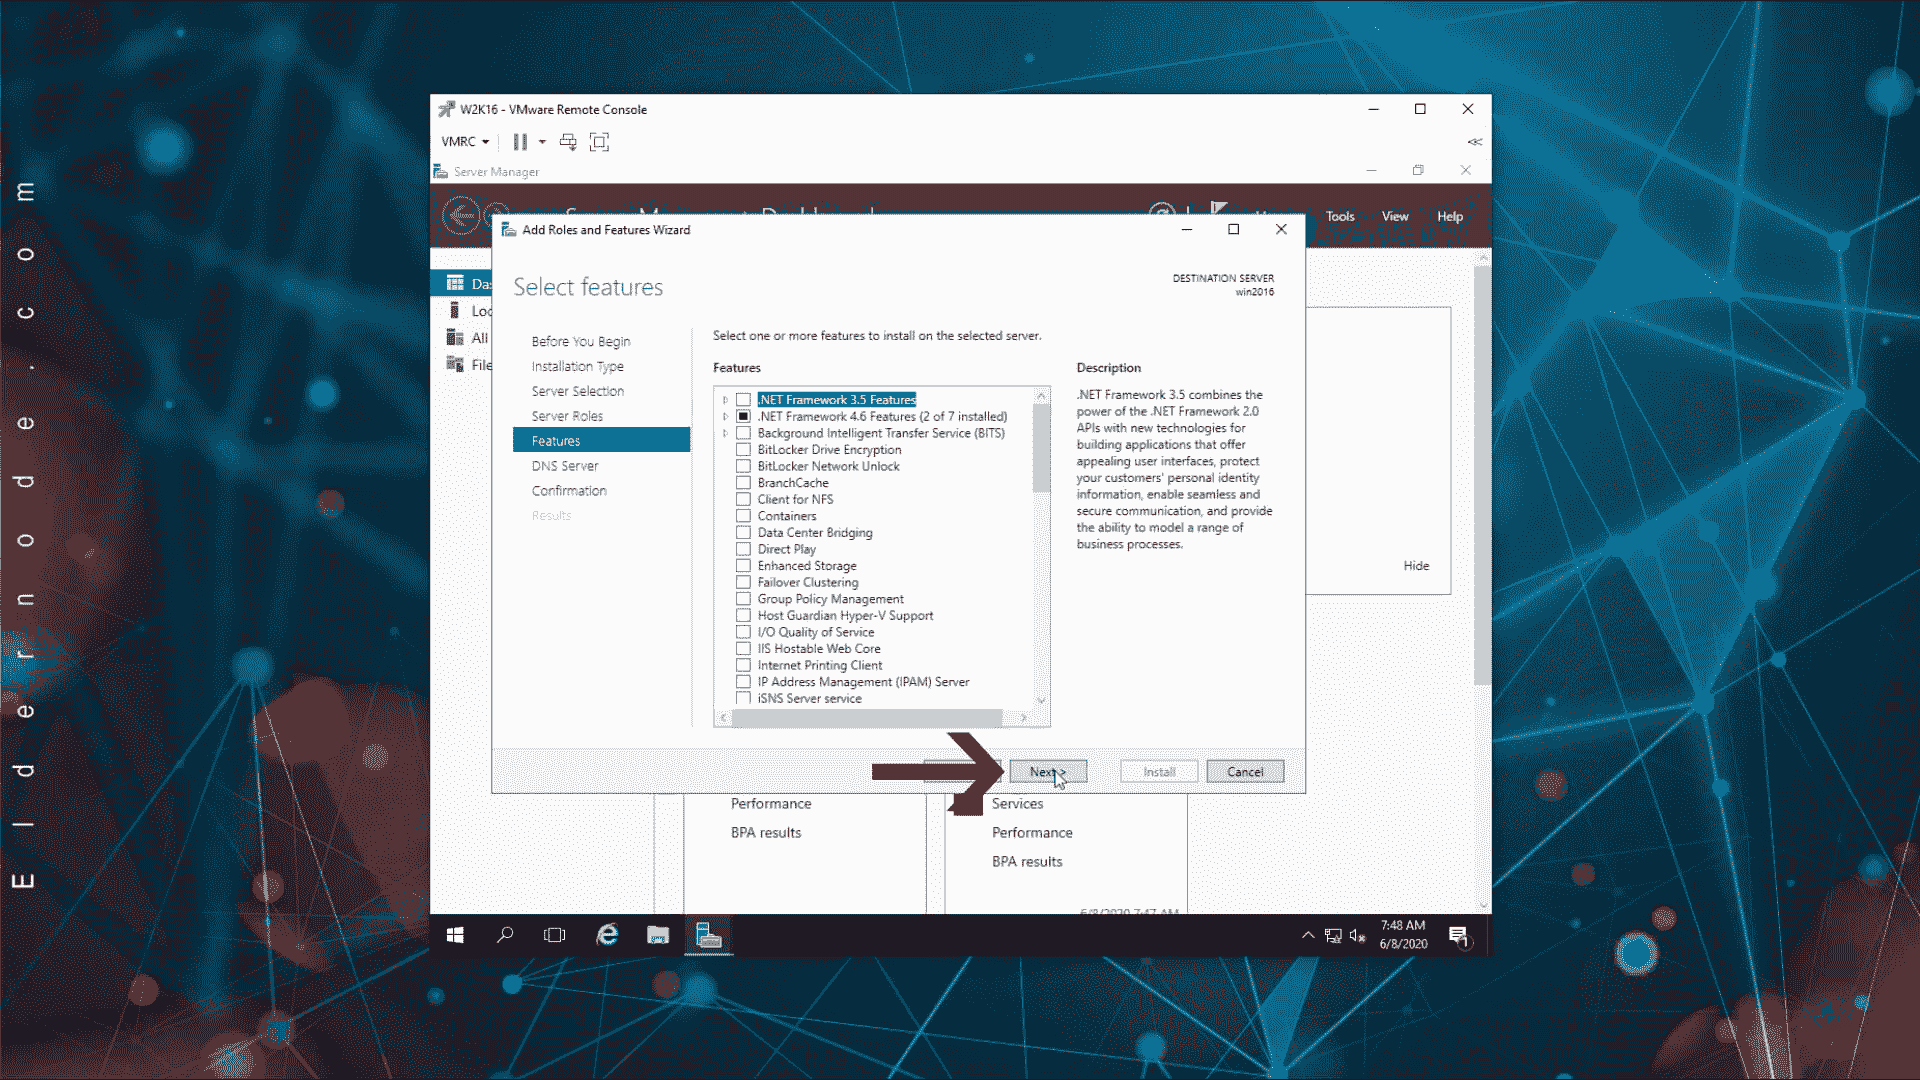 Eldernode.com
W2K16 - VMware Remote Console
VMRC
Server Manager
Tools View Help
Add Roles and Features Wizard
Select features
DESTINATION SERVER
win2016
Before You Begin
Installation Type
Server Selection
Server Roles
Features
DNS Server
Confirmation
Results
Select one or more features to install on the selected server.
Features
.NET Framework 3.5 Features
.NET Framework 4.6 Features (2 of 7 installed)
Background Intelligent Transfer Service (BITS)
BitLocker Drive Encryption
BitLocker Network Unlock
BranchCache
Client for NFS
Containers
Data Center Bridging
Direct Play
Enhanced Storage
Failover Clustering
Group Policy Management
Host Guardian Hyper-V Support
I/O Quality of Service
IIS Hostable Web Core
Internet Printing Client
IP Address Management (IPAM) Server
iSNS Server service
Description
.NET Framework 3.5 combines the
power of the .NET Framework 2.0
APIs with new technologies for
building applications that offer
appealing user interfaces, protect
your customers' personal identity
information, enable seamless and
secure communication, and provide
the ability to model a range of
business processes.
Hide
Next >
Install
Cancel
Performance
BPA results
Services
Performance
BPA results
6/8/2020 7:47 AM
7:48 AM
6/8/2020
1